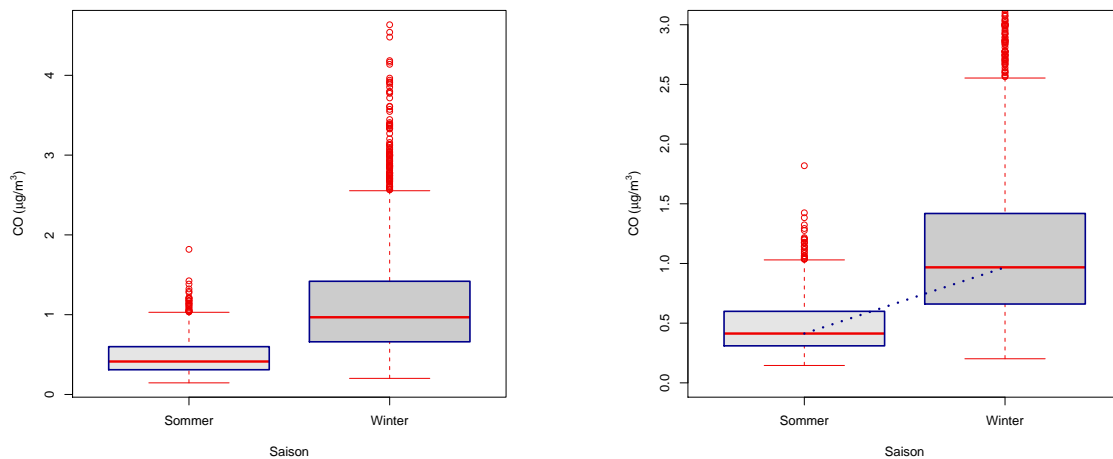 CO (µg/m³)
4
3
2
1
0
Sommer
Winter
Saison
CO (µg/m³)
3.0
2.5
2.0
1.5
1.0
0.5
0.0
Sommer
Winter
Saison